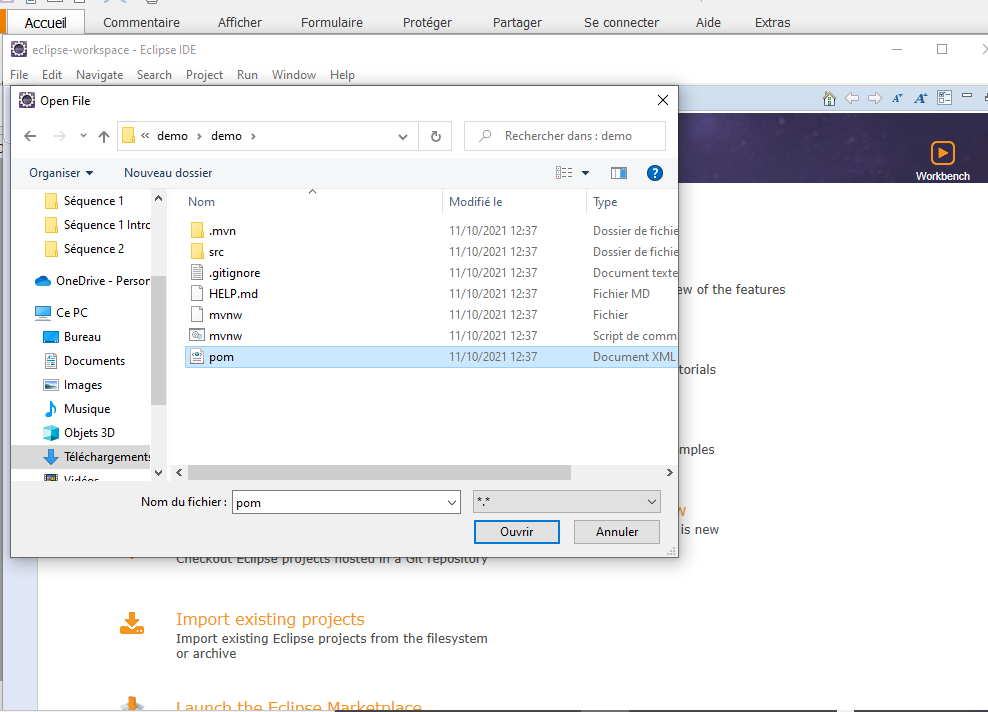 Accueil Commentaire Afficher Formulaire Protéger Partager Se connecter Aide Extras
eclipse-workspace - Eclipse IDE
File Edit Navigate Search Project Run Window Help
Open File
« demo › demo ›
Rechercher dans : demo
Organiser Nouveau dossier
Workbench
Séquence 1
Séquence 1 Intro
Séquence 2
OneDrive - Person
Ce PC
Bureau
Documents
Images
Musique
Objets 3D
Téléchargements
Vidéos
Nom Modifié le Type
.mvn 11/10/2021 12:37 Dossier de fichie
src 11/10/2021 12:37 Dossier de fichie
.gitignore 11/10/2021 12:37 Document texte
HELP.md 11/10/2021 12:37 Fichier MD
mvnw 11/10/2021 12:37 Fichier
mvnw 11/10/2021 12:37 Script de comm
pom 11/10/2021 12:37 Document XML
Nom du fichier : pom *.*
Ouvrir Annuler
ew of the features
torials
mples
w
is new
Checkout Eclipse projects hosted in a Git repository
Import existing projects
Import existing Eclipse projects from the filesystem
or archive
Launch the Eclipse Marketplace